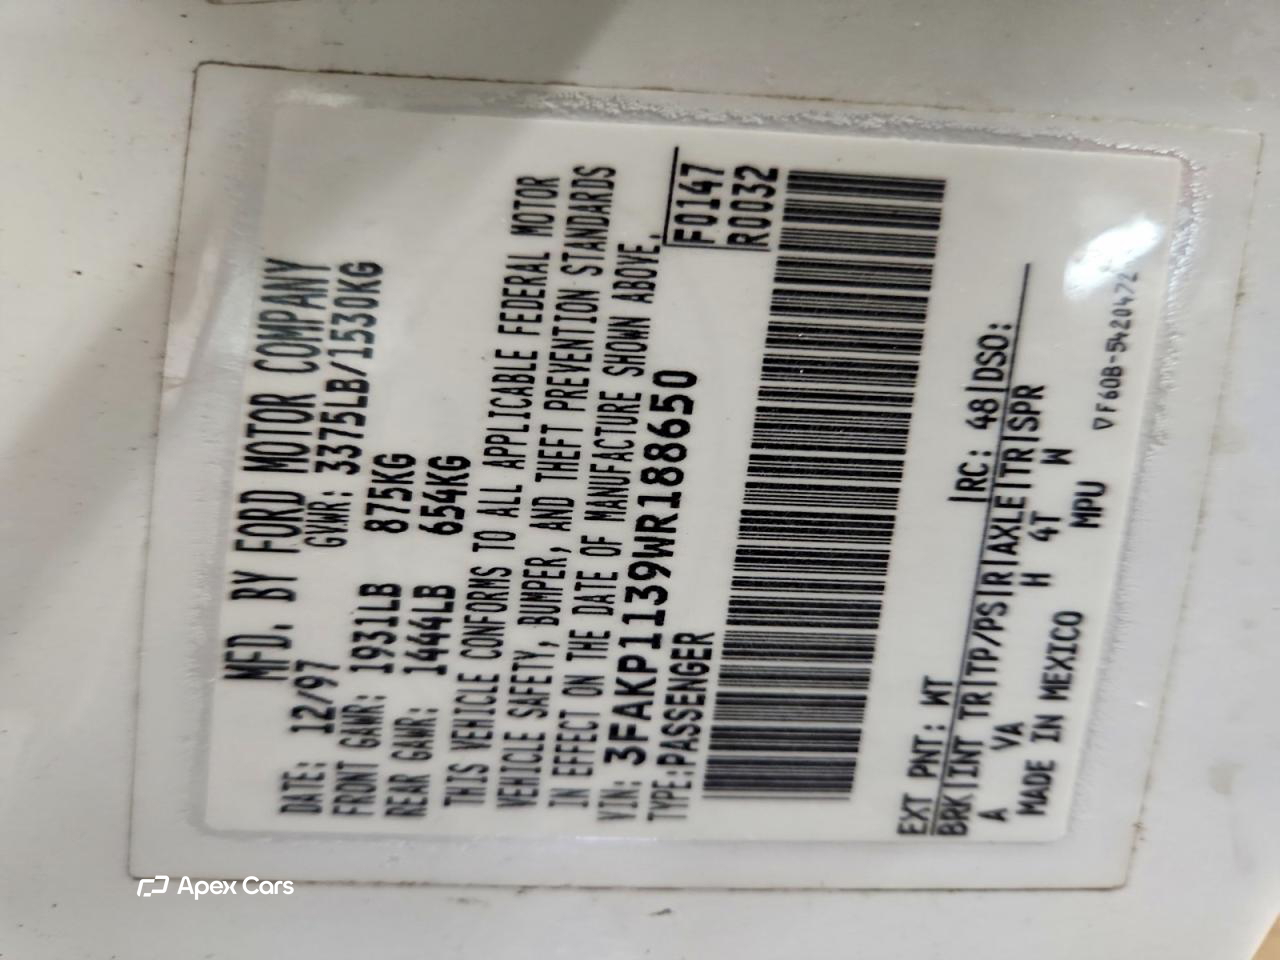 MFD. BY FORD MOTOR COMPANY
DATE: 12/97 GVWR: 3375LB/1530KG
FRONT GAWR: 1931LB 875KG
REAR GAWR: 1444LB 654KG
THIS VEHICLE CONFORMS TO ALL APPLICABLE FEDERAL MOTOR
VEHICLE SAFETY, BUMPER, AND THEFT PREVENTION STANDARDS
IN EFFECT ON THE DATE OF MANUFACTURE SHOWN ABOVE.
VIN: 3FAKP1139WR188650 F0147
TYPE:PASSENGER R0032
EXT PNT: WT |RC: 48|DSO:
BRK|INT TR|TP/PS|R|AXLE|TR|SPR
A VA H 4T W
MADE IN MEXICO MPU
▽F60B-5420472
Apex Cars